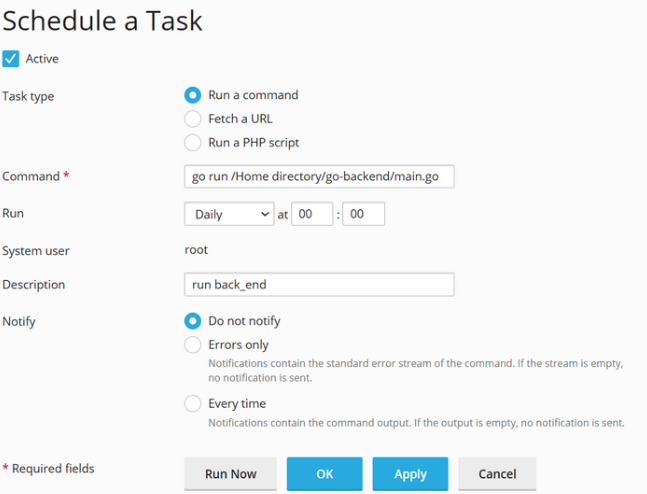 Schedule a Task
Active
Task type
Run a command
Fetch a URL
Run a PHP script
Command *
go run /Home directory/go-backend/main.go
Run
Daily at 00 : 00
System user
root
Description
run back_end
Notify
Do not notify
Errors only
Notifications contain the standard error stream of the command. If the stream is empty,
no notification is sent.
Every time
Notifications contain the command output. If the output is empty, no notification is sent.
* Required fields
Run Now
OK
Apply
Cancel